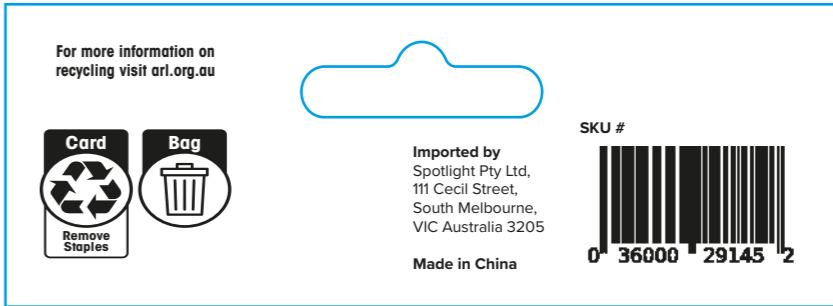 For more information on
recycling visit arl.org.au
Card
Remove
Staples
Bag
Imported by
Spotlight Pty Ltd,
111 Cecil Street,
South Melbourne,
VIC Australia 3205
Made in China
SKU #
0 36000 29145 2